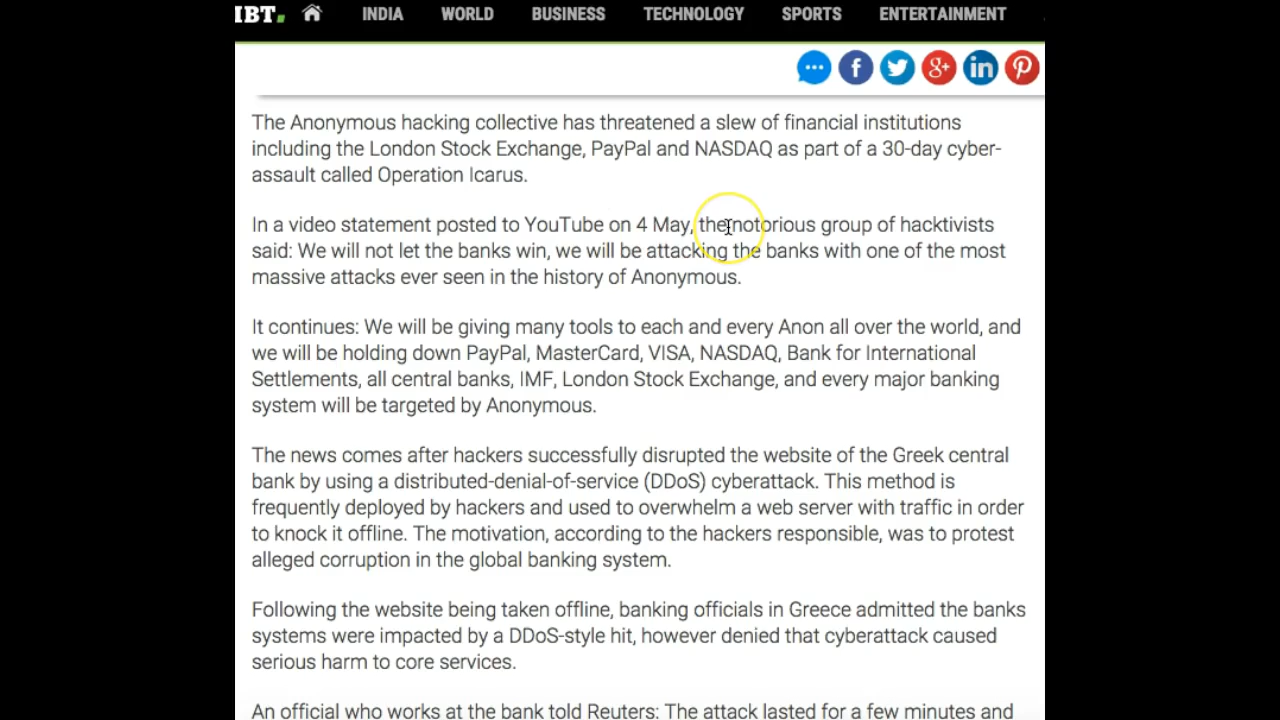 IBT. INDIA WORLD BUSINESS TECHNOLOGY SPORTS ENTERTAINMENT
The Anonymous hacking collective has threatened a slew of financial institutions
including the London Stock Exchange, PayPal and NASDAQ as part of a 30-day cyber-
assault called Operation Icarus.
In a video statement posted to YouTube on 4 May, the notorious group of hacktivists
said: We will not let the banks win, we will be attacking the banks with one of the most
massive attacks ever seen in the history of Anonymous.
It continues: We will be giving many tools to each and every Anon all over the world, and
we will be holding down PayPal, MasterCard, VISA, NASDAQ, Bank for International
Settlements, all central banks, IMF, London Stock Exchange, and every major banking
system will be targeted by Anonymous.
The news comes after hackers successfully disrupted the website of the Greek central
bank by using a distributed-denial-of-service (DDoS) cyberattack. This method is
frequently deployed by hackers and used to overwhelm a web server with traffic in order
to knock it offline. The motivation, according to the hackers responsible, was to protest
alleged corruption in the global banking system.
Following the website being taken offline, banking officials in Greece admitted the banks
systems were impacted by a DDoS-style hit, however denied that cyberattack caused
serious harm to core services.
An official who works at the bank told Reuters: The attack lasted for a few minutes and